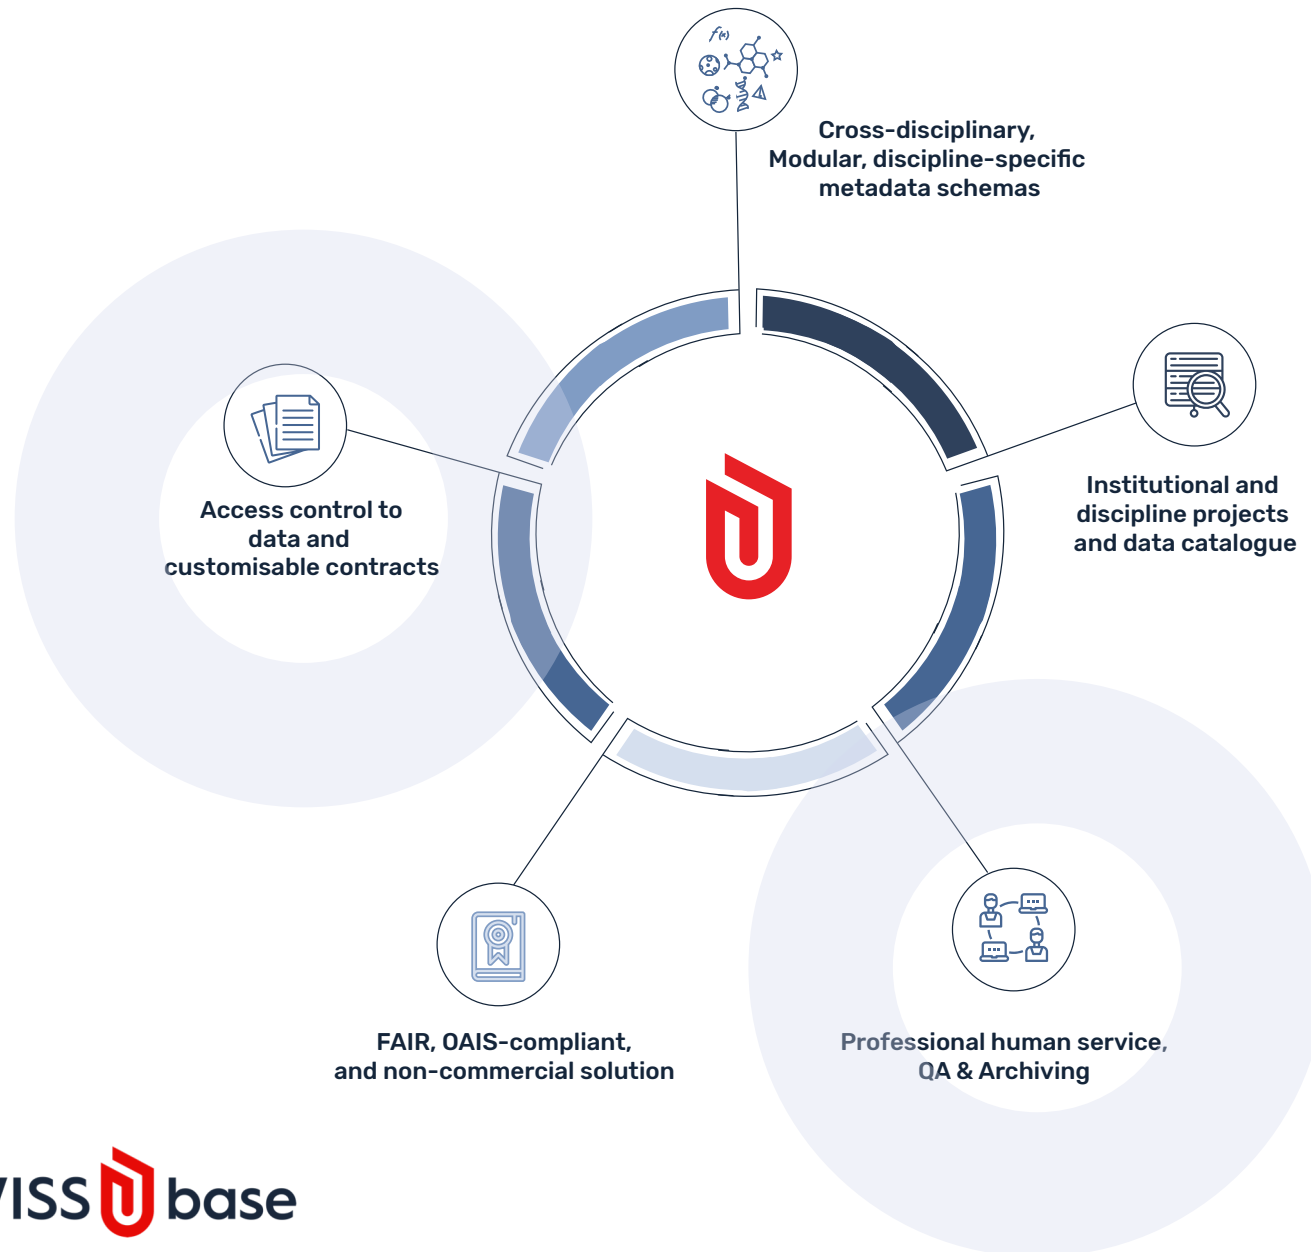 f(x)
Cross-disciplinary,
Modular, discipline-specific
metadata schemas
Institutional and
discipline projects
and data catalogue
Access control to
data and
customisable contracts
FAIR, OAIS-compliant,
and non-commercial solution
Professional human service,
QA & Archiving
VISS base